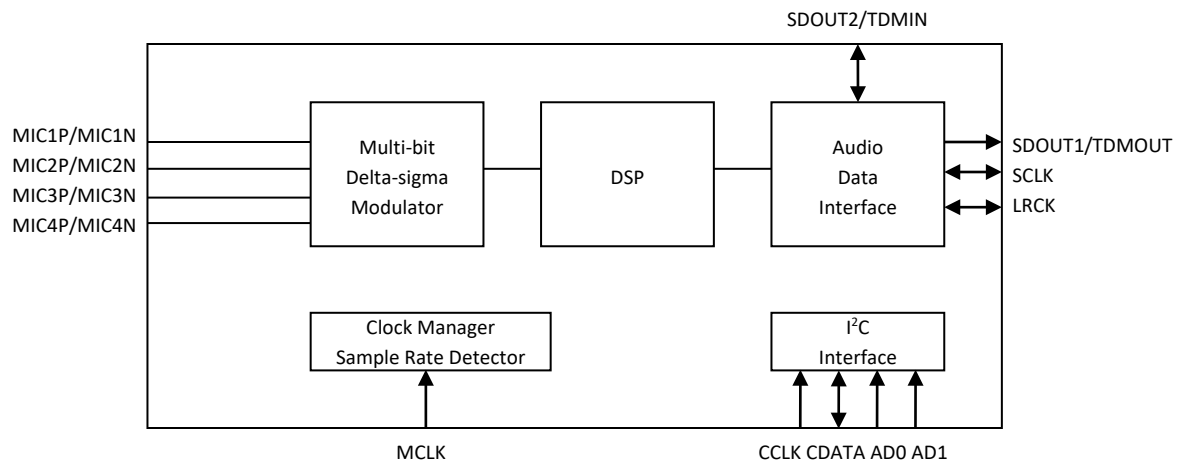 SDOUT2/TDMIN
MIC1P/MIC1N
MIC2P/MIC2N
MIC3P/MIC3N
MIC4P/MIC4N
Multi-bit
Delta-sigma
Modulator
DSP
Audio
Data
Interface
SDOUT1/TDMOUT
SCLK
LRCK
Clock Manager
Sample Rate Detector
I²C
Interface
MCLK
CCLK CDATA AD0 AD1